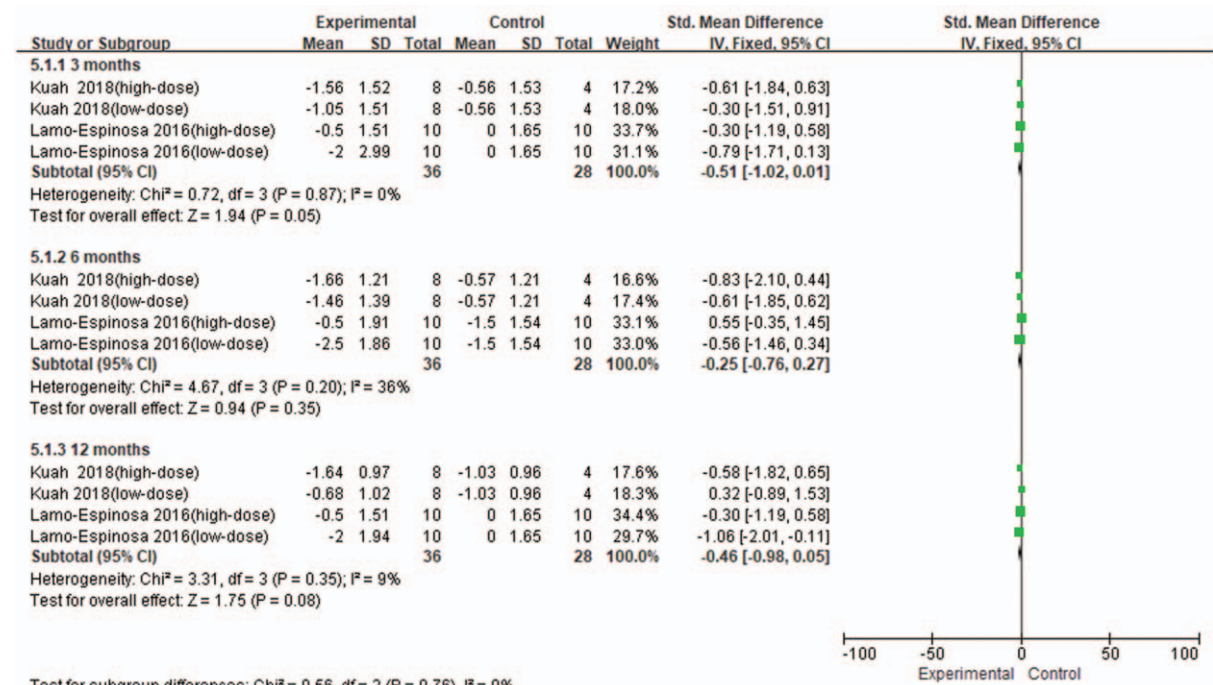 Experimental Control Std. Mean Difference Std. Mean Difference
Study or Subgroup Mean SD Total Mean SD Total Weight IV, Fixed, 95% CI IV, Fixed, 95% CI
5.1.1 3 months
Kuah 2018(high-dose) -1.56 1.52 8 -0.56 1.53 4 17.2% -0.61 [-1.84, 0.63]
Kuah 2018(low-dose) -1.05 1.51 8 -0.56 1.53 4 18.0% -0.30 [-1.51, 0.91]
Lamo-Espinosa 2016(high-dose) -0.5 1.51 10 0 1.65 10 33.7% -0.30 [-1.19, 0.58]
Lamo-Espinosa 2016(low-dose) -2 2.99 10 0 1.65 10 31.1% -0.79 [-1.71, 0.13]
Subtotal (95% CI) 36 28 100.0% -0.51 [-1.02, 0.01]
Heterogeneity: Chi² = 0.72, df = 3 (P = 0.87); I² = 0%
Test for overall effect: Z = 1.94 (P = 0.05)
5.1.2 6 months
Kuah 2018(high-dose) -1.66 1.21 8 -0.57 1.21 4 16.6% -0.83 [-2.10, 0.44]
Kuah 2018(low-dose) -1.46 1.39 8 -0.57 1.21 4 17.4% -0.61 [-1.85, 0.62]
Lamo-Espinosa 2016(high-dose) -0.5 1.91 10 -1.5 1.54 10 33.1% 0.55 [-0.35, 1.45]
Lamo-Espinosa 2016(low-dose) -2.5 1.86 10 -1.5 1.54 10 33.0% -0.56 [-1.46, 0.34]
Subtotal (95% CI) 36 28 100.0% -0.25 [-0.76, 0.27]
Heterogeneity: Chi² = 4.67, df = 3 (P = 0.20); I² = 36%
Test for overall effect: Z = 0.94 (P = 0.35)
5.1.3 12 months
Kuah 2018(high-dose) -1.64 0.97 8 -1.03 0.96 4 17.6% -0.58 [-1.82, 0.65]
Kuah 2018(low-dose) -0.68 1.02 8 -1.03 0.96 4 18.3% 0.32 [-0.89, 1.53]
Lamo-Espinosa 2016(high-dose) -0.5 1.51 10 0 1.65 10 34.4% -0.30 [-1.19, 0.58]
Lamo-Espinosa 2016(low-dose) -2 1.94 10 0 1.65 10 29.7% -1.06 [-2.01, -0.11]
Subtotal (95% CI) 36 28 100.0% -0.46 [-0.98, 0.05]
Heterogeneity: Chi² = 3.31, df = 3 (P = 0.35); I² = 9%
Test for overall effect: Z = 1.75 (P = 0.08)
-100 -50 0 50 100
Experimental Control
Test for subgroup differences: Chi² = 0.56, df = 2 (P = 0.76), I² = 0%